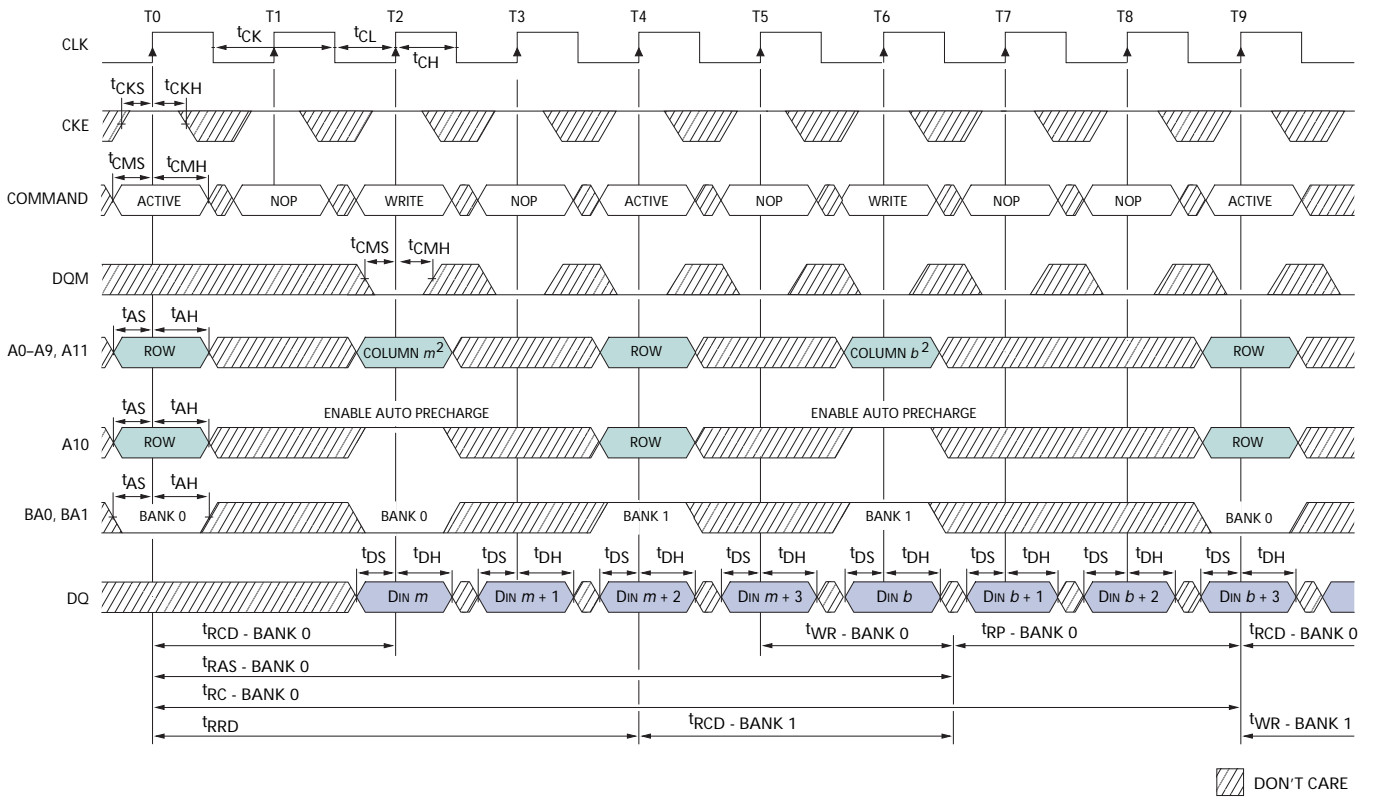 T0 T1 T2 T3 T4 T5 T6 T7 T8 T9
CLK
tCK tCL tCH
tCKS tCKH
CKE
tCMS tCMH
COMMAND ACTIVE NOP WRITE NOP ACTIVE NOP WRITE NOP NOP ACTIVE
tCMS tCMH
DQM
tAS tAH
A0–A9, A11 ROW COLUMN m2 ROW COLUMN b2 ROW
tAS tAH ENABLE AUTO PRECHARGE ENABLE AUTO PRECHARGE
A10 ROW ROW ROW
tAS tAH
BA0, BA1 BANK 0 BANK 0 BANK 1 BANK 1 BANK 0
tDS tDH tDS tDH tDS tDH tDS tDH tDS tDH tDS tDH tDS tDH tDS tDH
DQ DIN m DIN m + 1 DIN m + 2 DIN m + 3 DIN b DIN b + 1 DIN b + 2 DIN b + 3
tRCD - BANK 0 tWR - BANK 0 tRP - BANK 0 tRCD - BANK 0
tRAS - BANK 0
tRC - BANK 0
tRRD tRCD - BANK 1 tWR - BANK 1
DON'T CARE